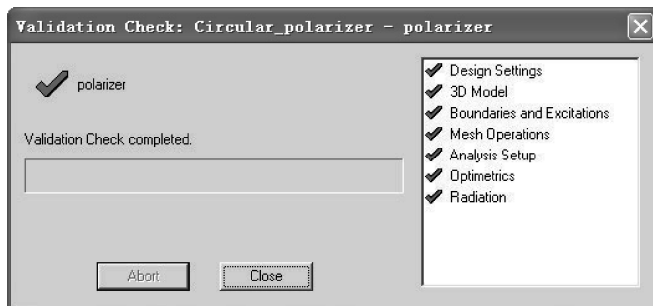 Validation Check: Circular_polarizer - polarizer
polarizer
Validation Check completed.
Abort
Close
Design Settings
3D Model
Boundaries and Excitations
Mesh Operations
Analysis Setup
Optimetrics
Radiation